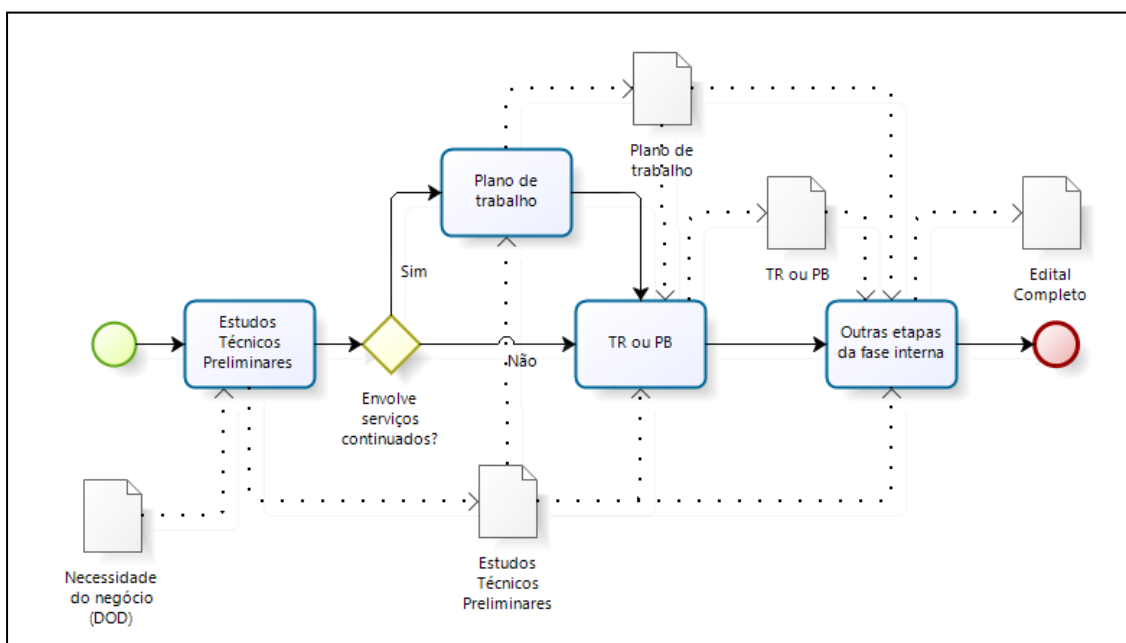 Plano de
trabalho
Plano de
trabalho
TR ou PB
Edital
Completo
Sim
Estudos
Técnicos
Preliminares
Não
TR ou PB
Outras etapas
da fase interna
Envolve
serviços
continuados?
Necessidade
do negócio
(DOD)
Estudos
Técnicos
Preliminares